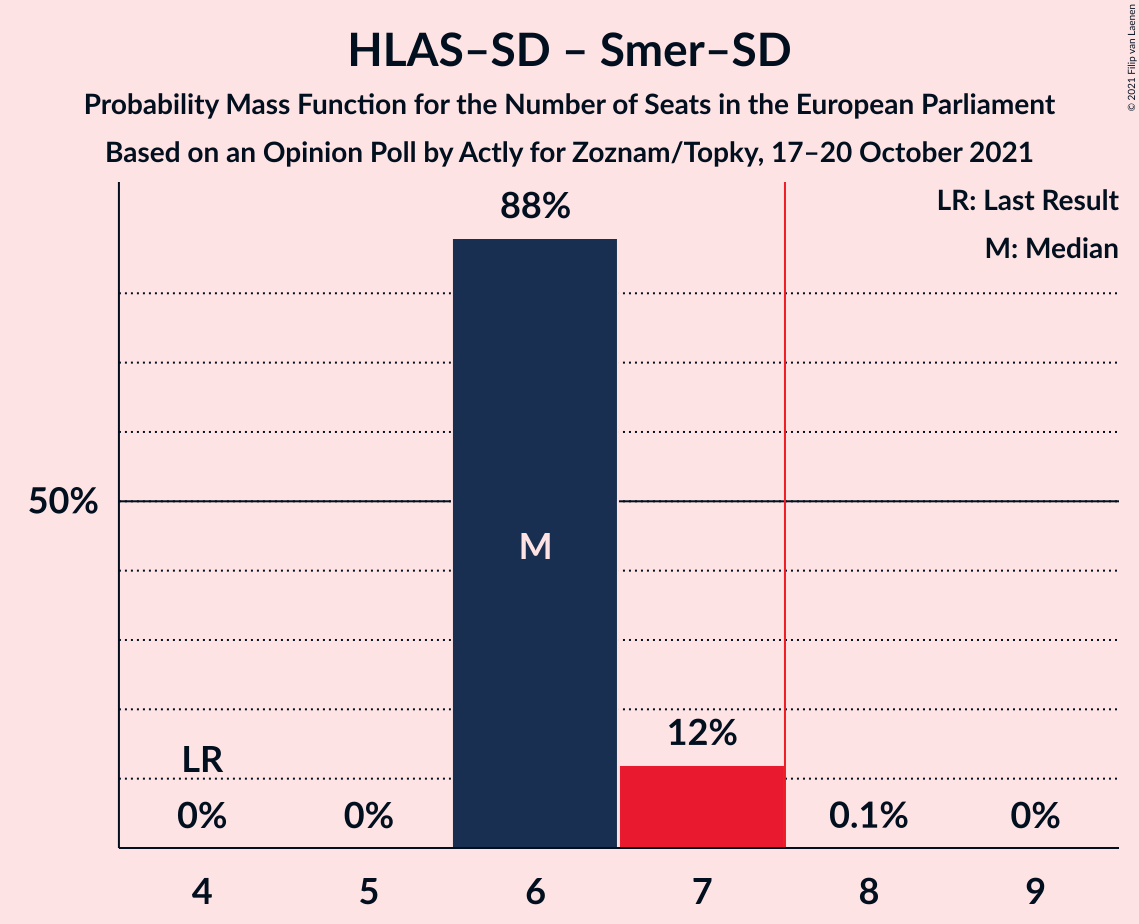 HLAS–SD – Smer–SD
Probability Mass Function for the Number of Seats in the European Parliament
Based on an Opinion Poll by Actly for Zoznam/Topky, 17–20 October 2021
© 2021 Filip van Laenen
LR: Last Result
M: Median
88%
50%
M
12%
LR
0%
0%
0.1%
0%
4
5
6
7
8
9